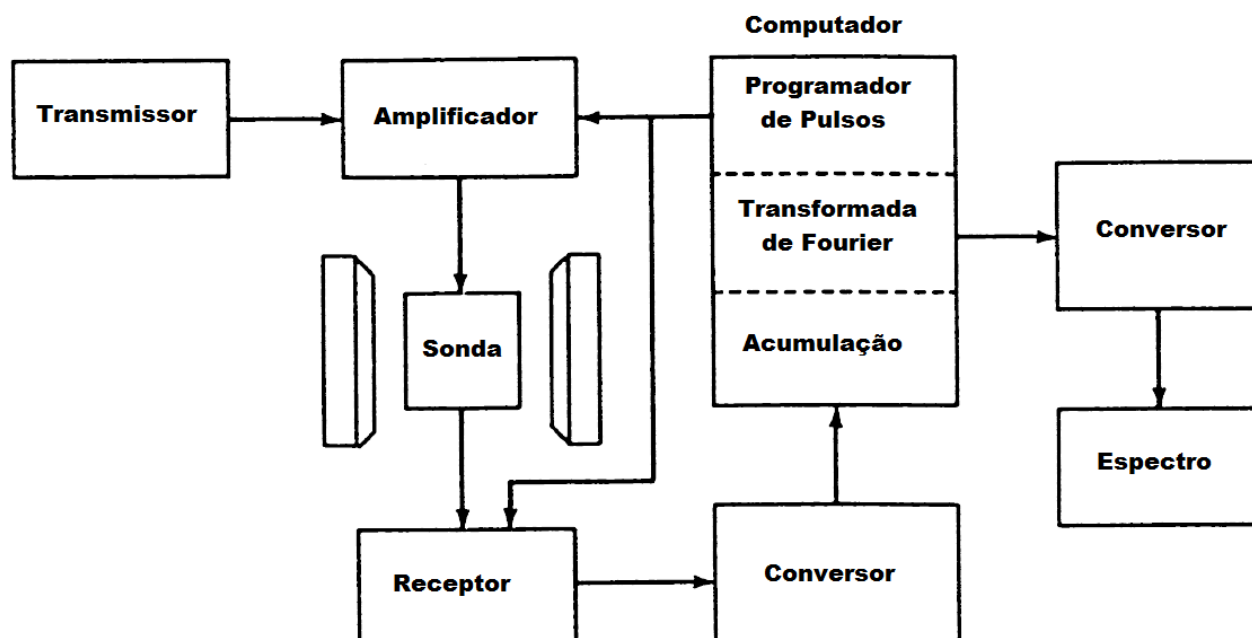 Computador
Transmissor
Amplificador
Programador
de Pulsos
Transformada
de Fourier
Conversor
Sonda
Acumulação
Espectro
Receptor
Conversor